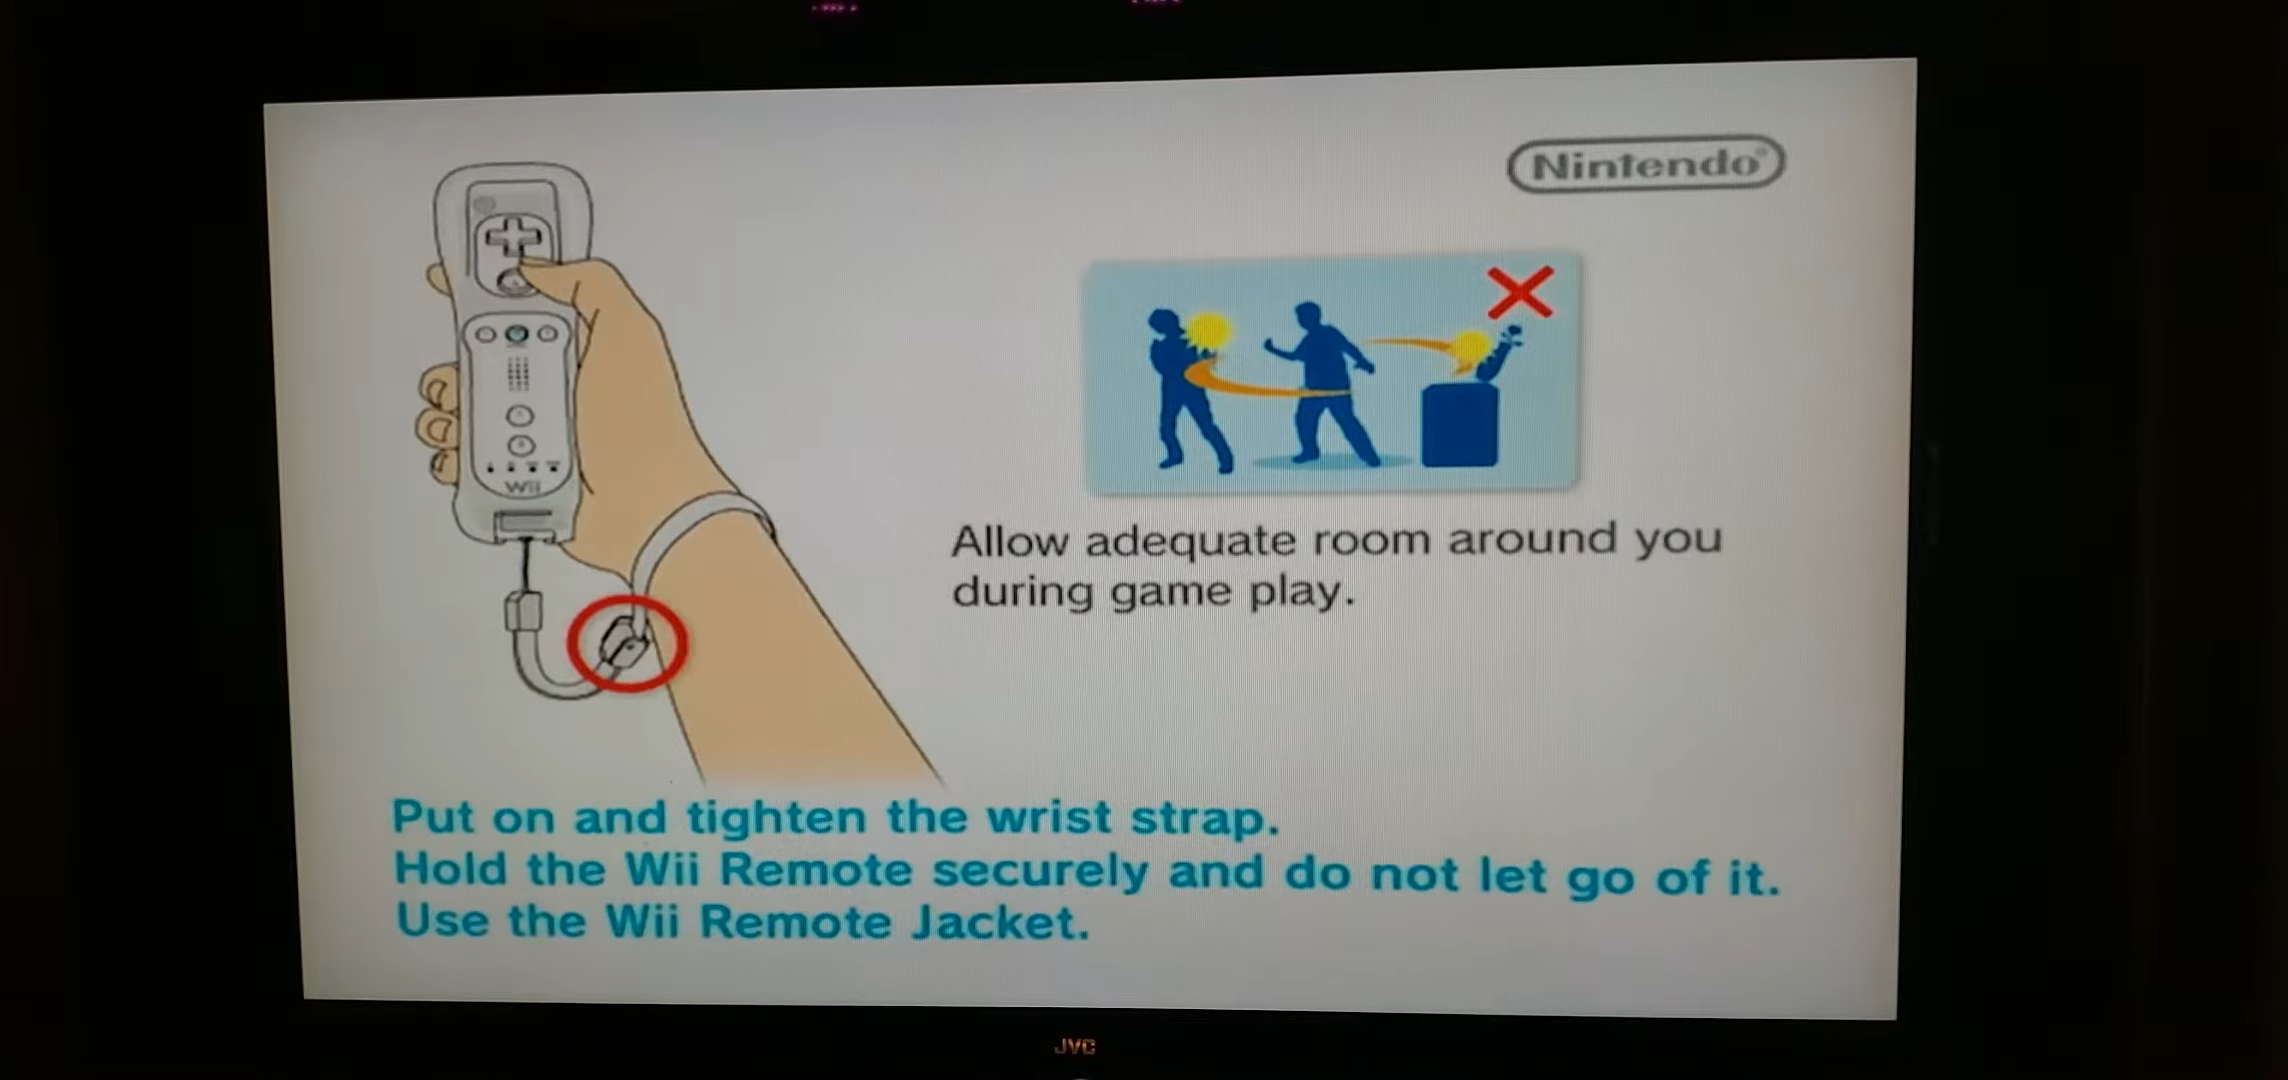 Nintendo®
Wii
Allow adequate room around you
during game play.
Put on and tighten the wrist strap.
Hold the Wii Remote securely and do not let go of it.
Use the Wii Remote Jacket.
JVC